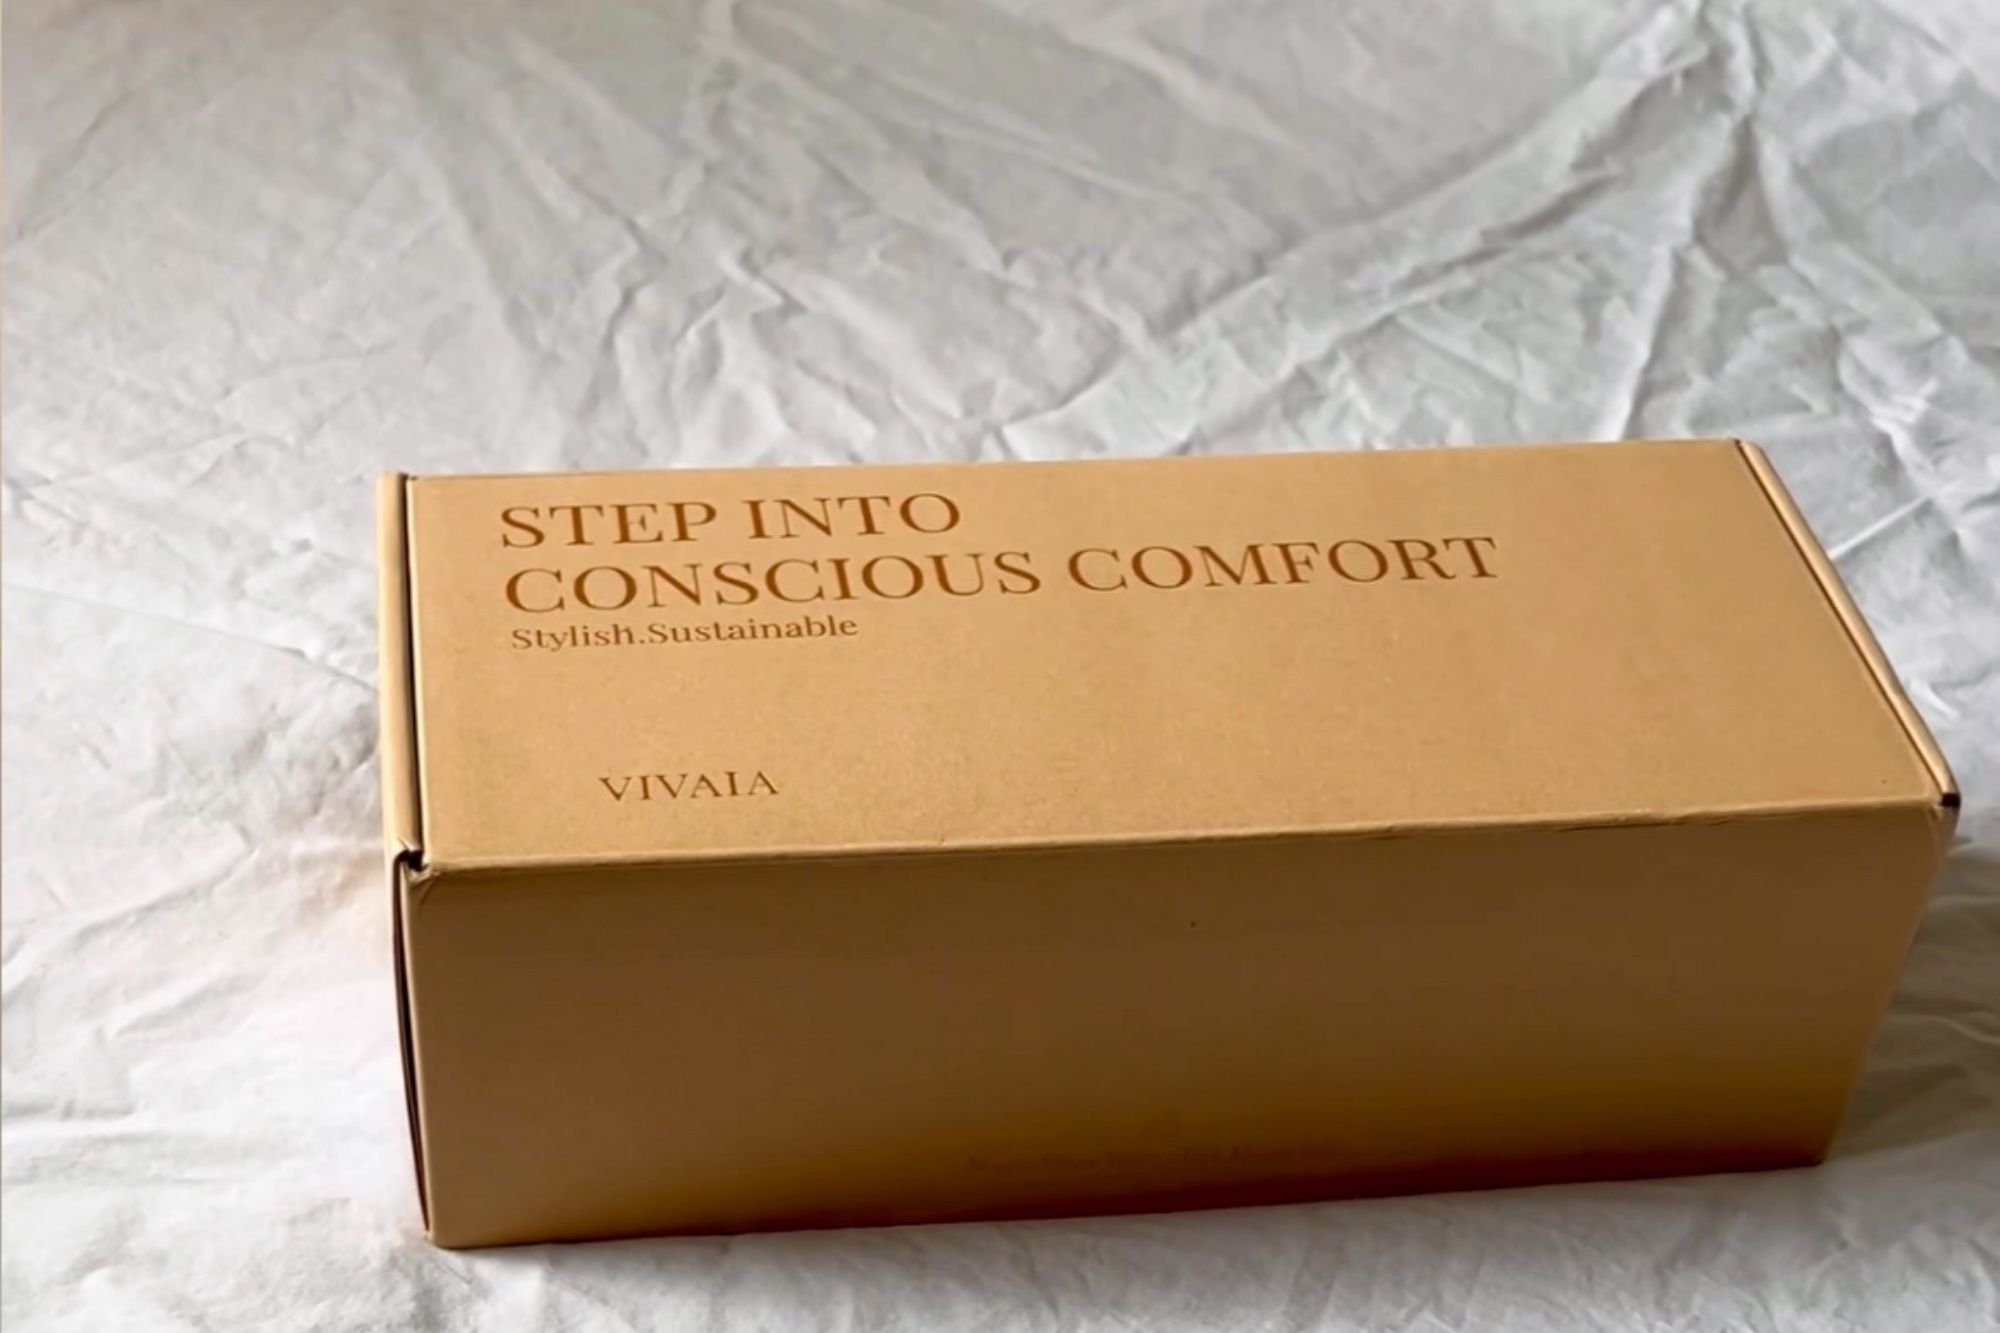 STEP INTO
CONSCIOUS COMFORT
Stylish.Sustainable
VIVAIA